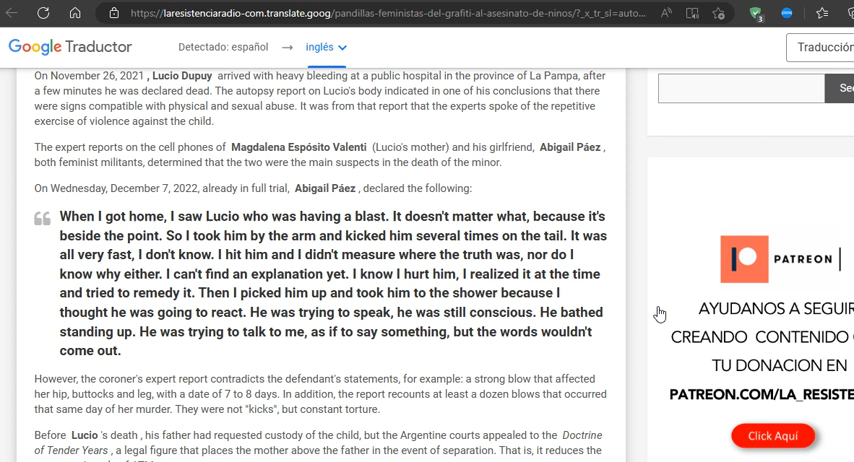 https://laresistenciaradio-com.translate.goog/pandillas-feministas-del-grafiti-al-asesinato-de-ninos/?_x_tr_sl=auto...
3
Google Traductor
Detectado: español → inglés
Traducción
On November 26, 2021 , Lucio Dupuy arrived with heavy bleeding at a public hospital in the province of La Pampa, after
a few minutes he was declared dead. The autopsy report on Lucio's body indicated in one of his conclusions that there
were signs compatible with physical and sexual abuse. It was from that report that the experts spoke of the repetitive
exercise of violence against the child.
The expert reports on the cell phones of Magdalena Espósito Valenti (Lucio's mother) and his girlfriend, Abigail Páez ,
both feminist militants, determined that the two were the main suspects in the death of the minor.
On Wednesday, December 7, 2022, already in full trial, Abigail Páez , declared the following:
When I got home, I saw Lucio who was having a blast. It doesn't matter what, because it's
beside the point. So I took him by the arm and kicked him several times on the tail. It was
all very fast, I don't know. I hit him and I didn't measure where the truth was, nor do I
know why either. I can't find an explanation yet. I know I hurt him, I realized it at the time
and tried to remedy it. Then I picked him up and took him to the shower because I
thought he was going to react. He was trying to speak, he was still conscious. He bathed
standing up. He was trying to talk to me, as if to say something, but the words wouldn't
come out.
However, the coroner's expert report contradicts the defendant's statements, for example: a strong blow that affected
her hip, buttocks and leg, with a date of 7 to 8 days. In addition, the report recounts at least a dozen blows that occurred
that same day of her murder. They were not "kicks", but constant torture.
Before Lucio 's death , his father had requested custody of the child, but the Argentine courts appealed to the Doctrine
of Tender Years , a legal figure that places the mother above the father in the event of separation. That is, it reduces the
Se
PATREON
AYUDANOS A SEGUIR
CREANDO CONTENIDO
TU DONACION EN
PATREON.COM/LA_RESISTE
Click Aquí